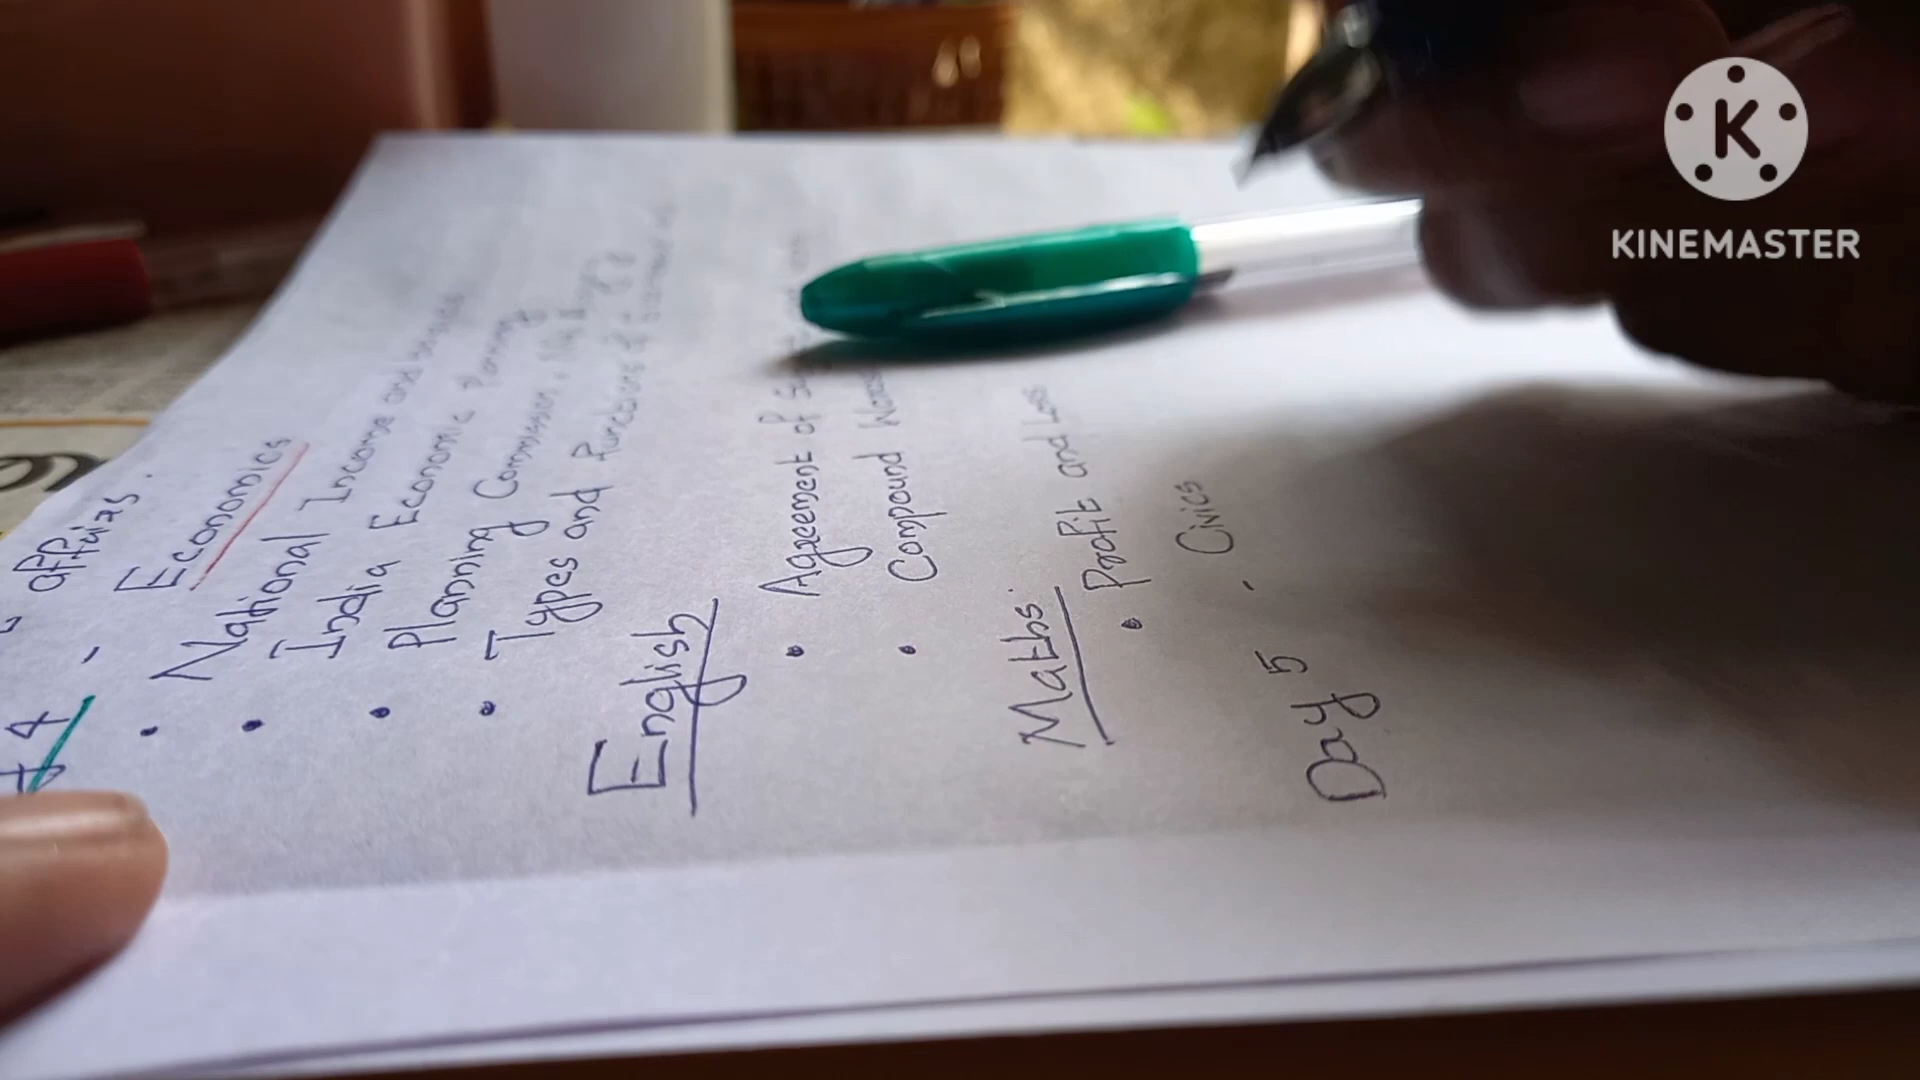 affairs.
4 - Economics
• National Income and
• India Economic Planning
• Planning Commission,
• Types and Functions of
English
• Agreement of
• Compound
Maths:
• Profit and Loss
Day 5 - Civics
K
KINEMASTER